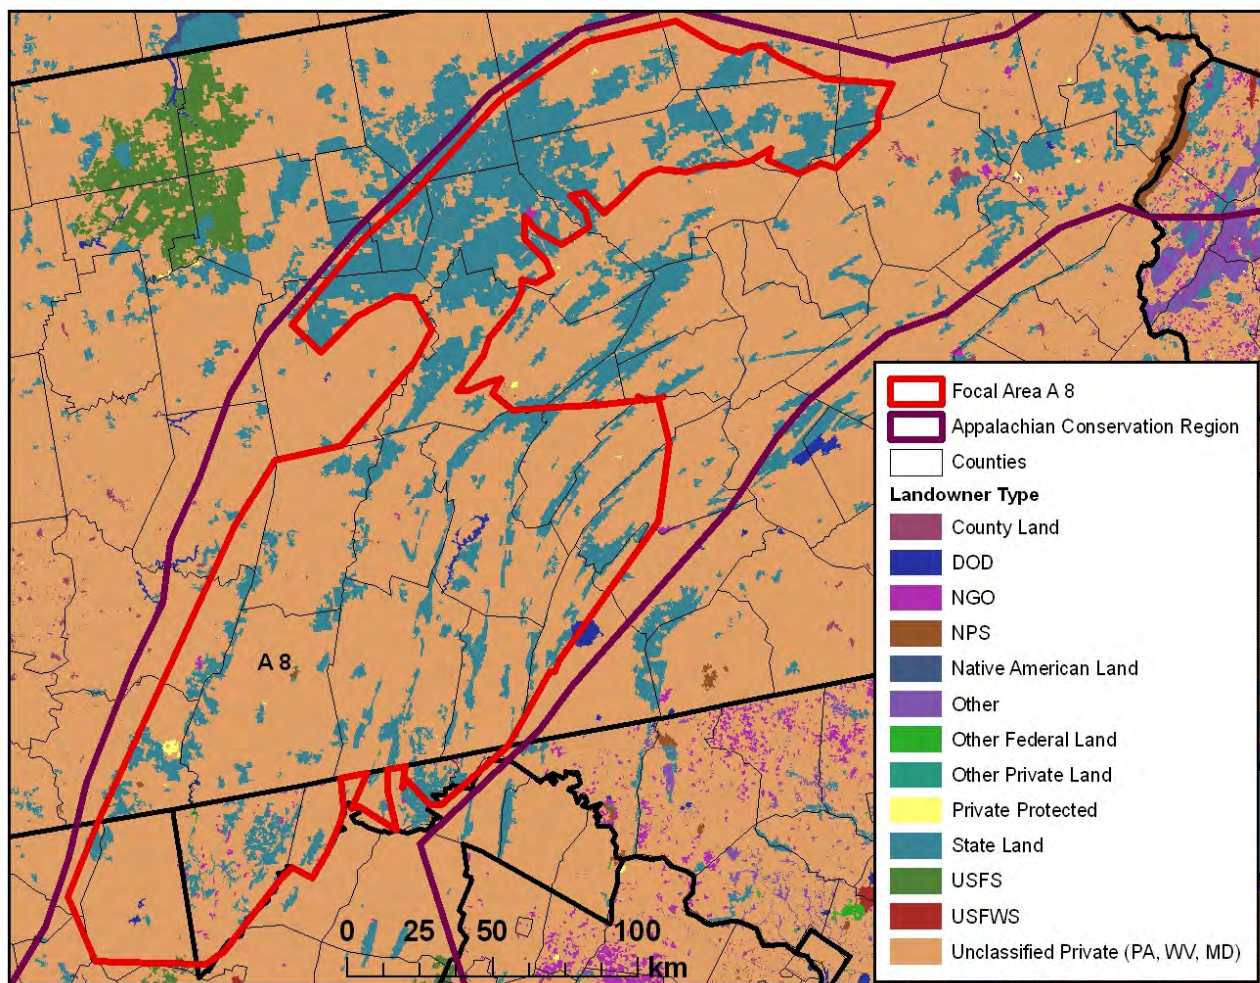 Focal Area A 8
Appalachian Conservation Region
Counties
Landowner Type
County Land
DOD
NGO
NPS
Native American Land
Other
Other Federal Land
Other Private Land
Private Protected
State Land
USFS
USFWS
Unclassified Private (PA, WV, MD)
A 8
0 25 50 100
km